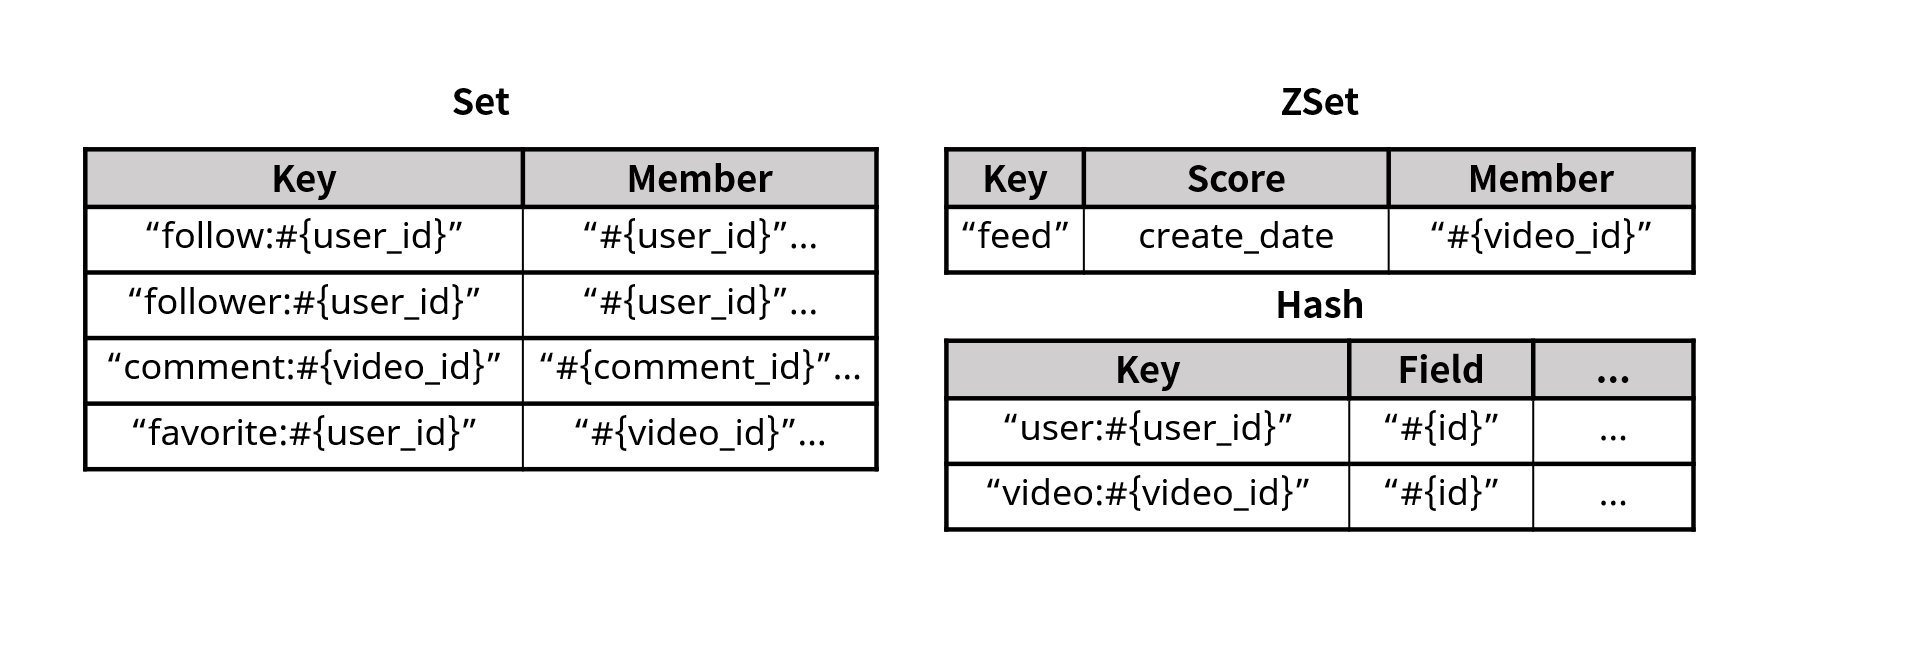 Set
Key Member
“follow:#{user_id}” “#{user_id}”...
“follower:#{user_id}” “#{user_id}”...
“comment:#{video_id}” “#{comment_id}”...
“favorite:#{user_id}” “#{video_id}”...
ZSet
Key Score Member
“feed” create_date “#{video_id}”
Hash
Key Field ...
“user:#{user_id}” “#{id}” ...
“video:#{video_id}” “#{id}” ...